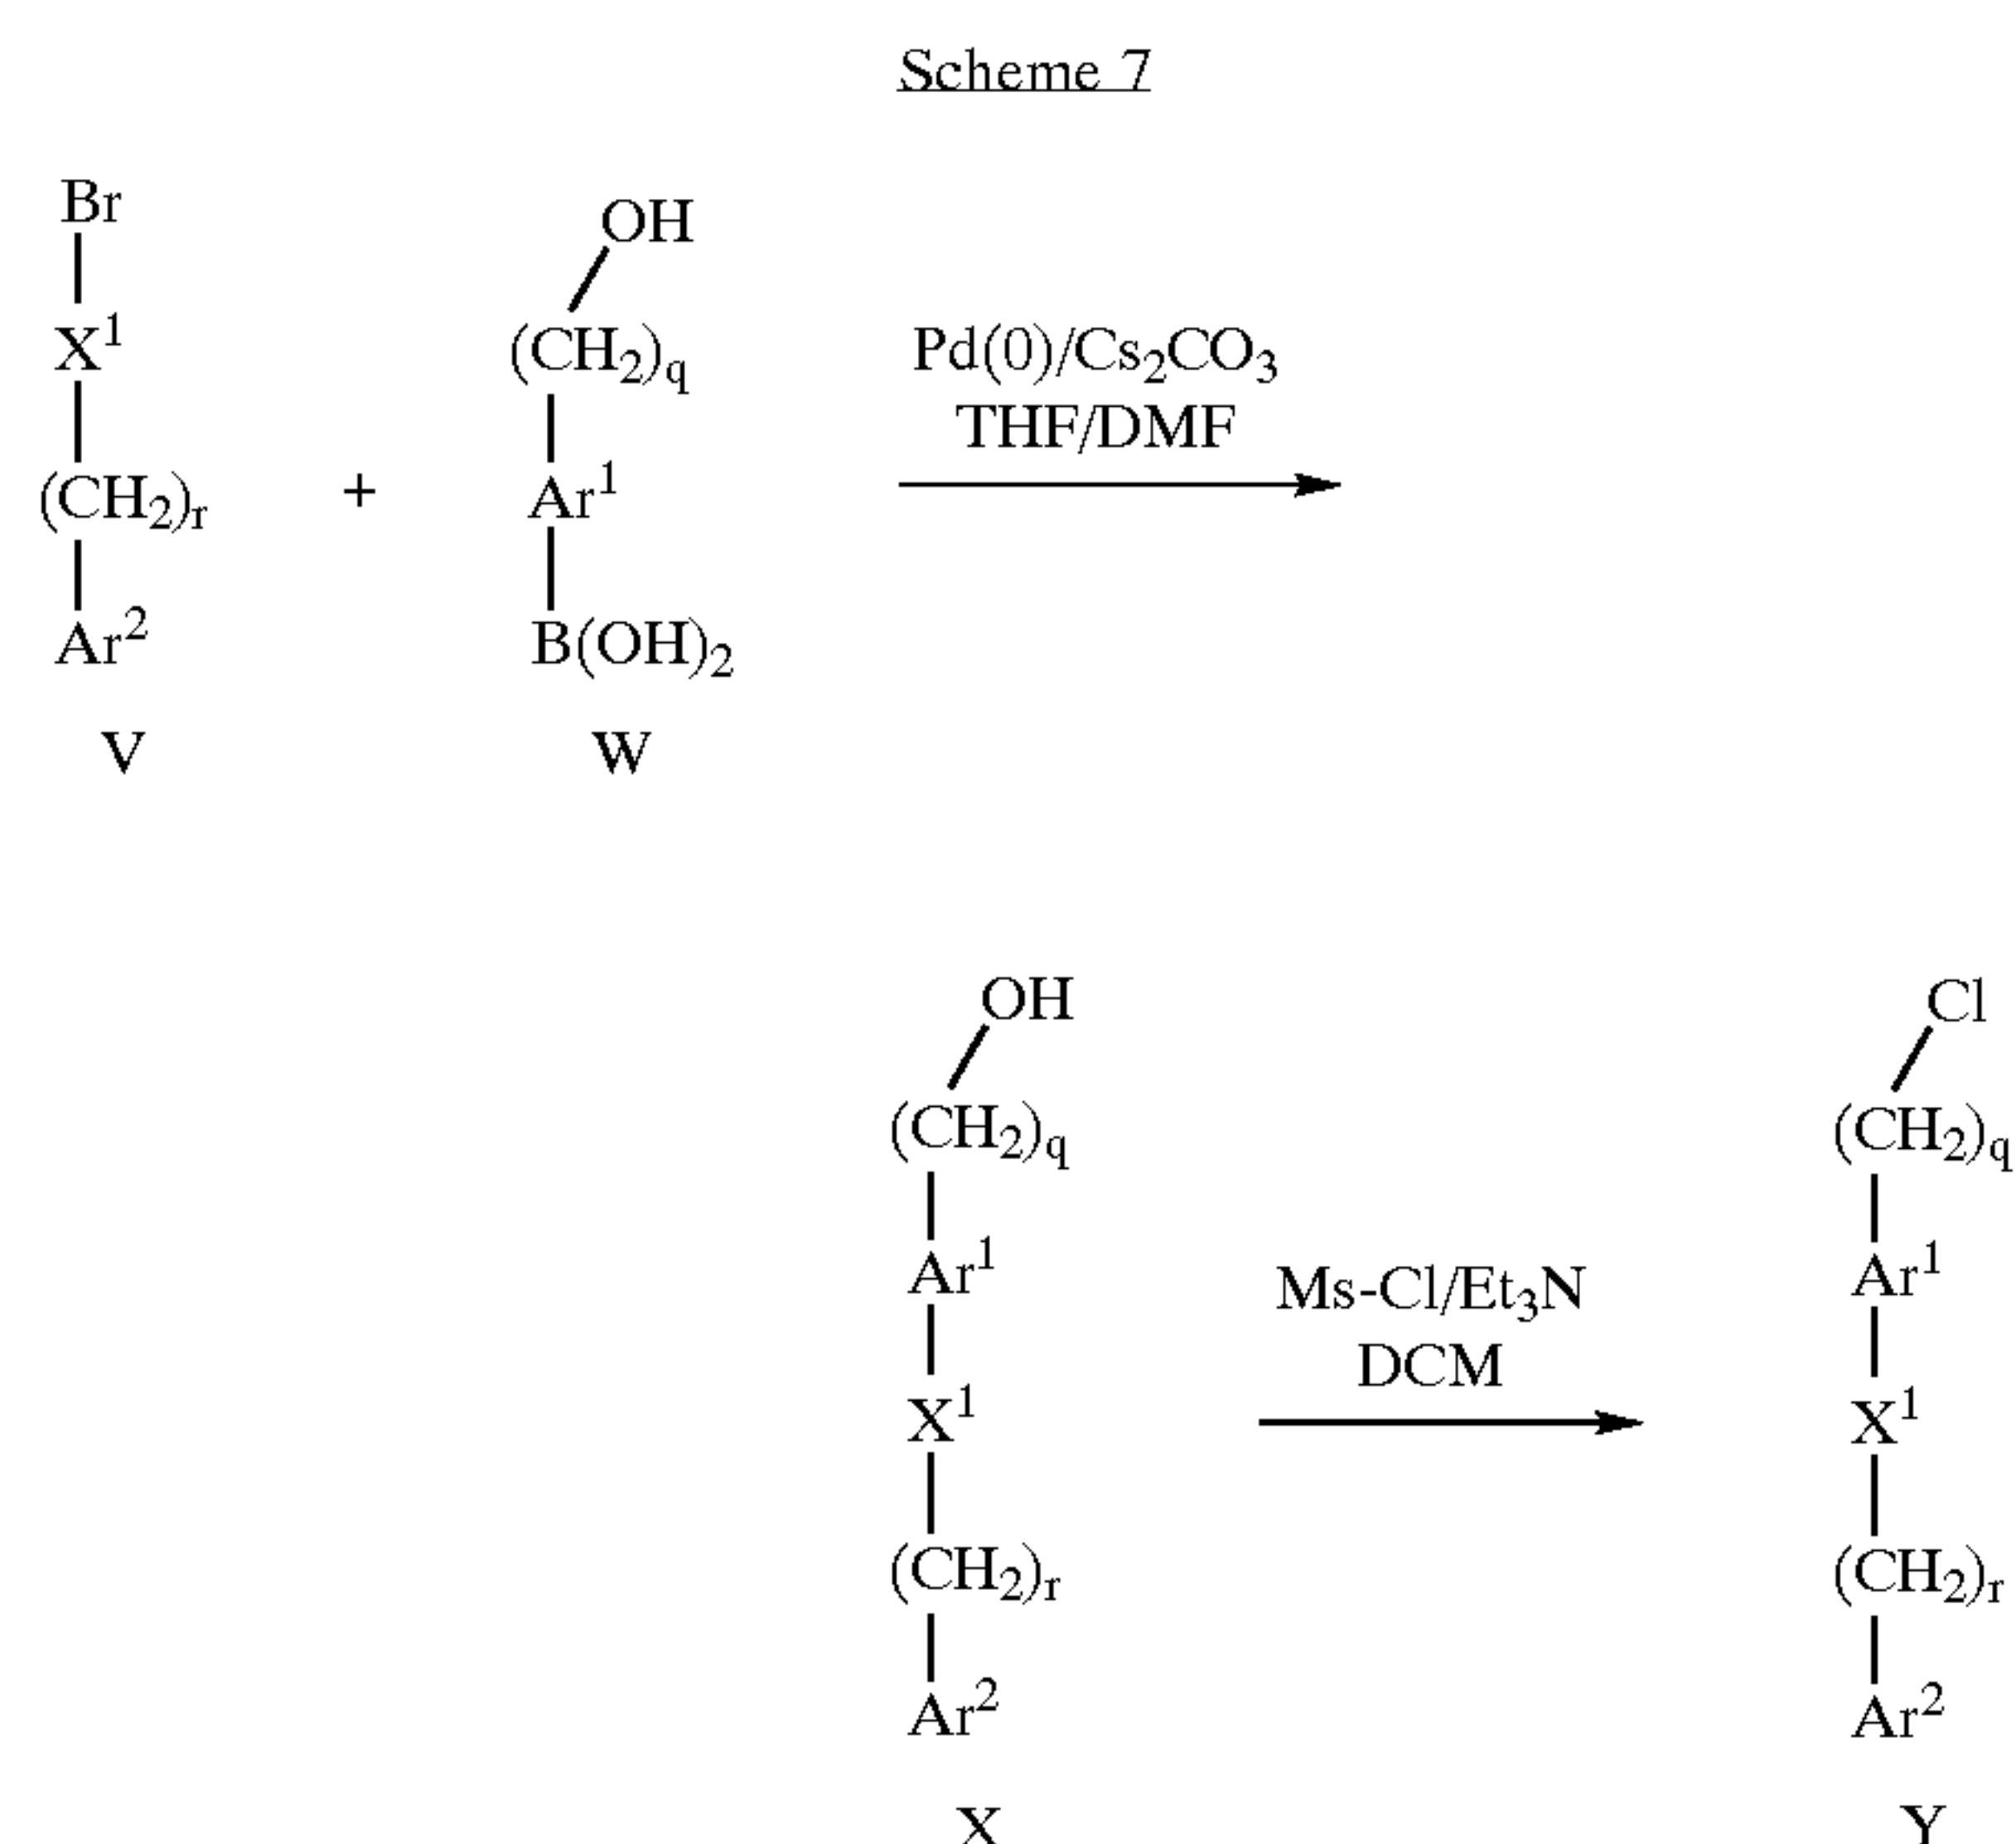 Scheme 7
Br
X¹
(CH₂)ᵣ
Ar²
V
+
OH
(CH₂)q
Ar¹
B(OH)₂
W
Pd(0)/Cs₂CO₃
THF/DMF
OH
(CH₂)q
Ar¹
X¹
(CH₂)ᵣ
Ar²
X
Ms-Cl/Et₃N
DCM
Cl
(CH₂)q
Ar¹
X¹
(CH₂)ᵣ
Ar²
Y